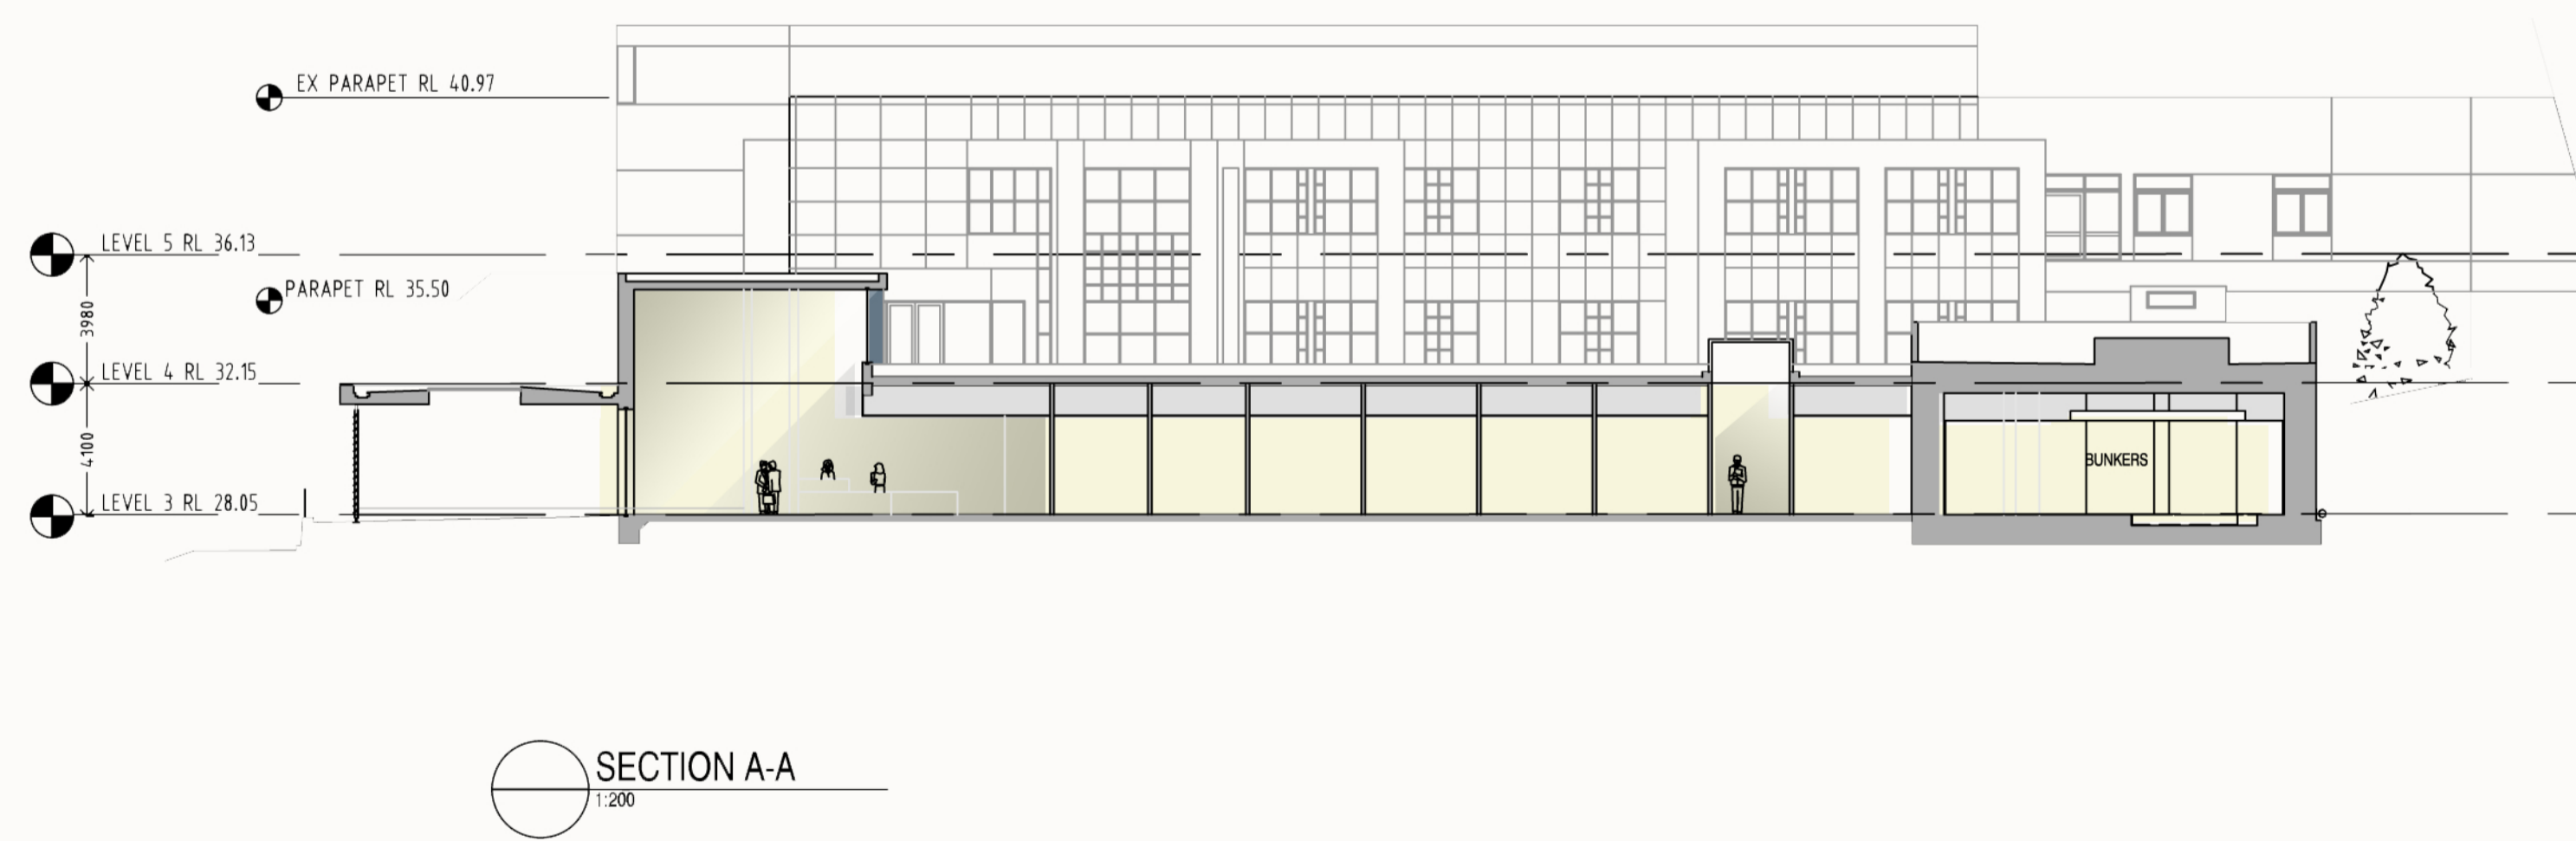 EX PARAPET RL 40.97
LEVEL 5 RL 36.13
PARAPET RL 35.50
3980
LEVEL 4 RL 32.15
4100
BUNKERS
LEVEL 3 RL 28.05
SECTION A-A
1:200